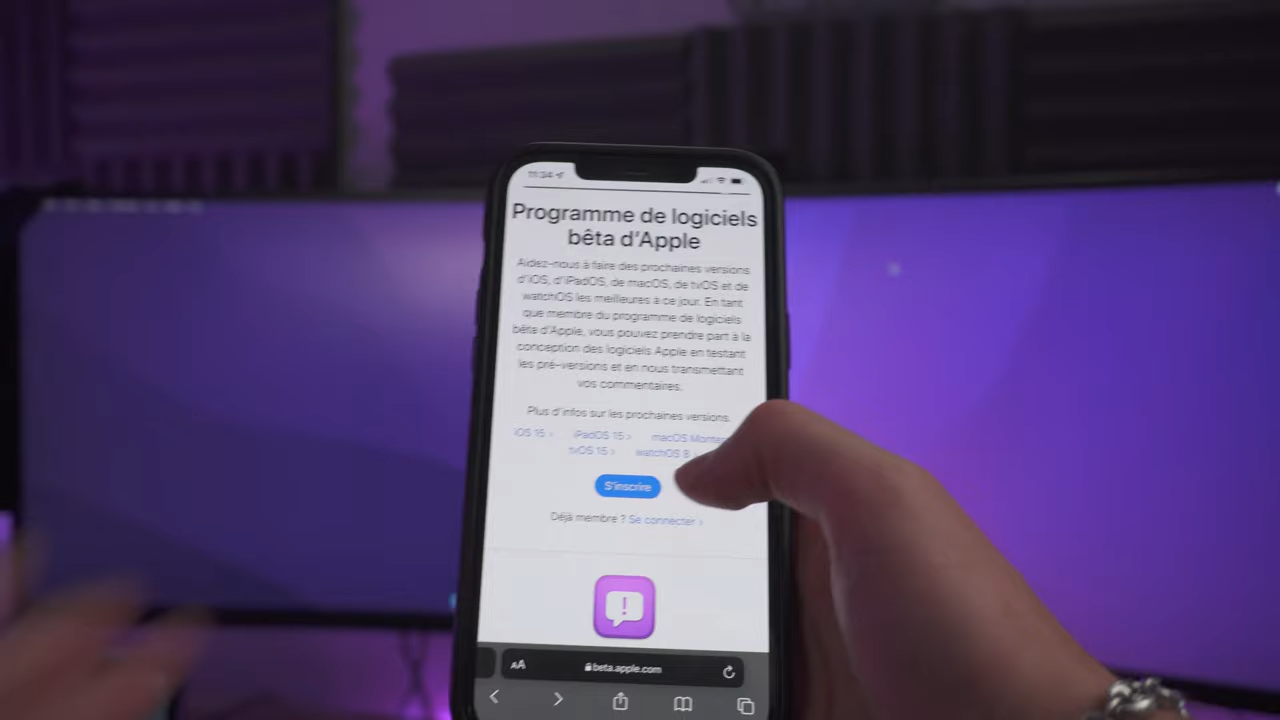 11:34
Programme de logiciels
bêta d'Apple
Aidez-nous à faire des prochaines versions
d'iOS, d'iPadOS, de macOS, de tvOS et de
watchOS les meilleures à ce jour. En tant
que membre du programme de logiciels
bêta d'Apple, vous pouvez prendre part à la
conception des logiciels Apple en testant
les pré-versions et en nous transmettant
vos commentaires.
Plus d'infos sur les prochaines versions.
iOS 15 > iPadOS 15 > macOS Monter
tvOS 15 > watchOS 8 >
S'inscrire
Déjà membre ? Se connecter >
!
AA beta.apple.com